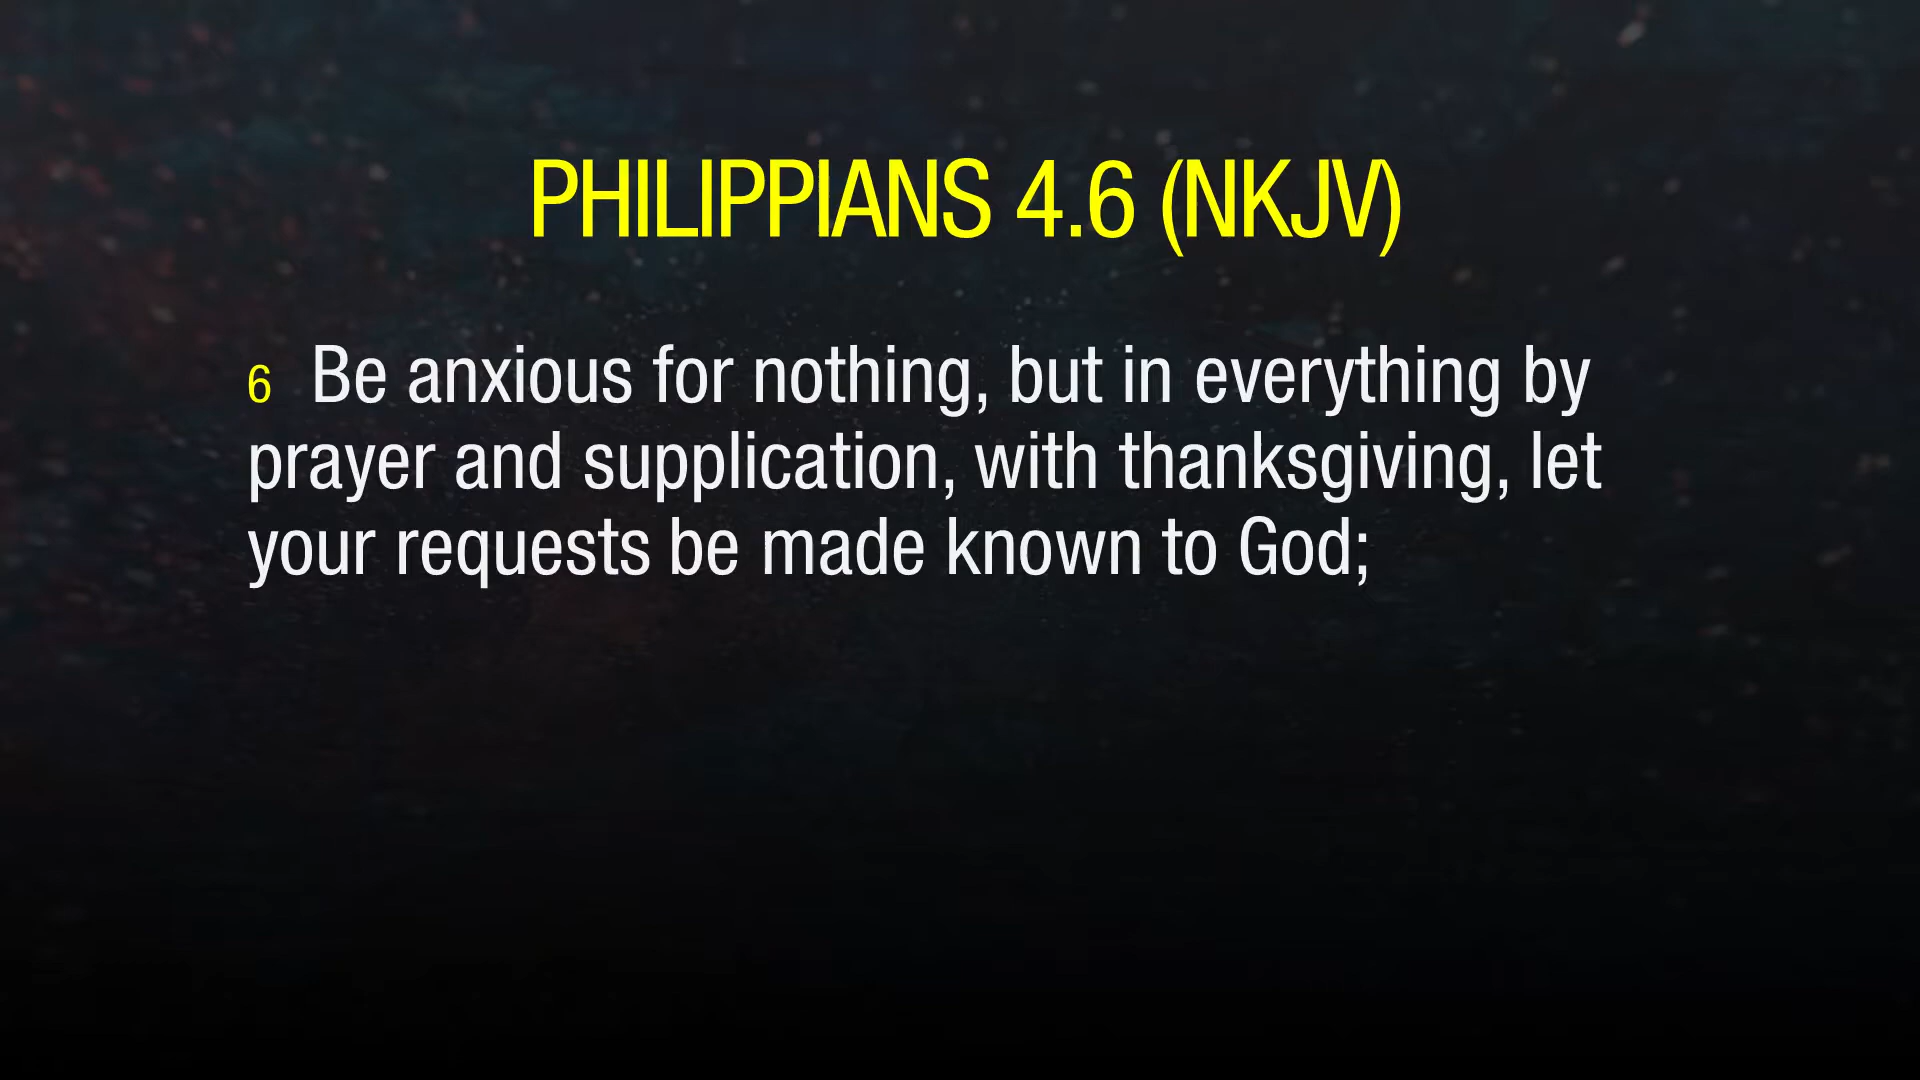 PHILIPPIANS 4.6 (NKJV)
6 Be anxious for nothing, but in everything by
prayer and supplication, with thanksgiving, let
your requests be made known to God;